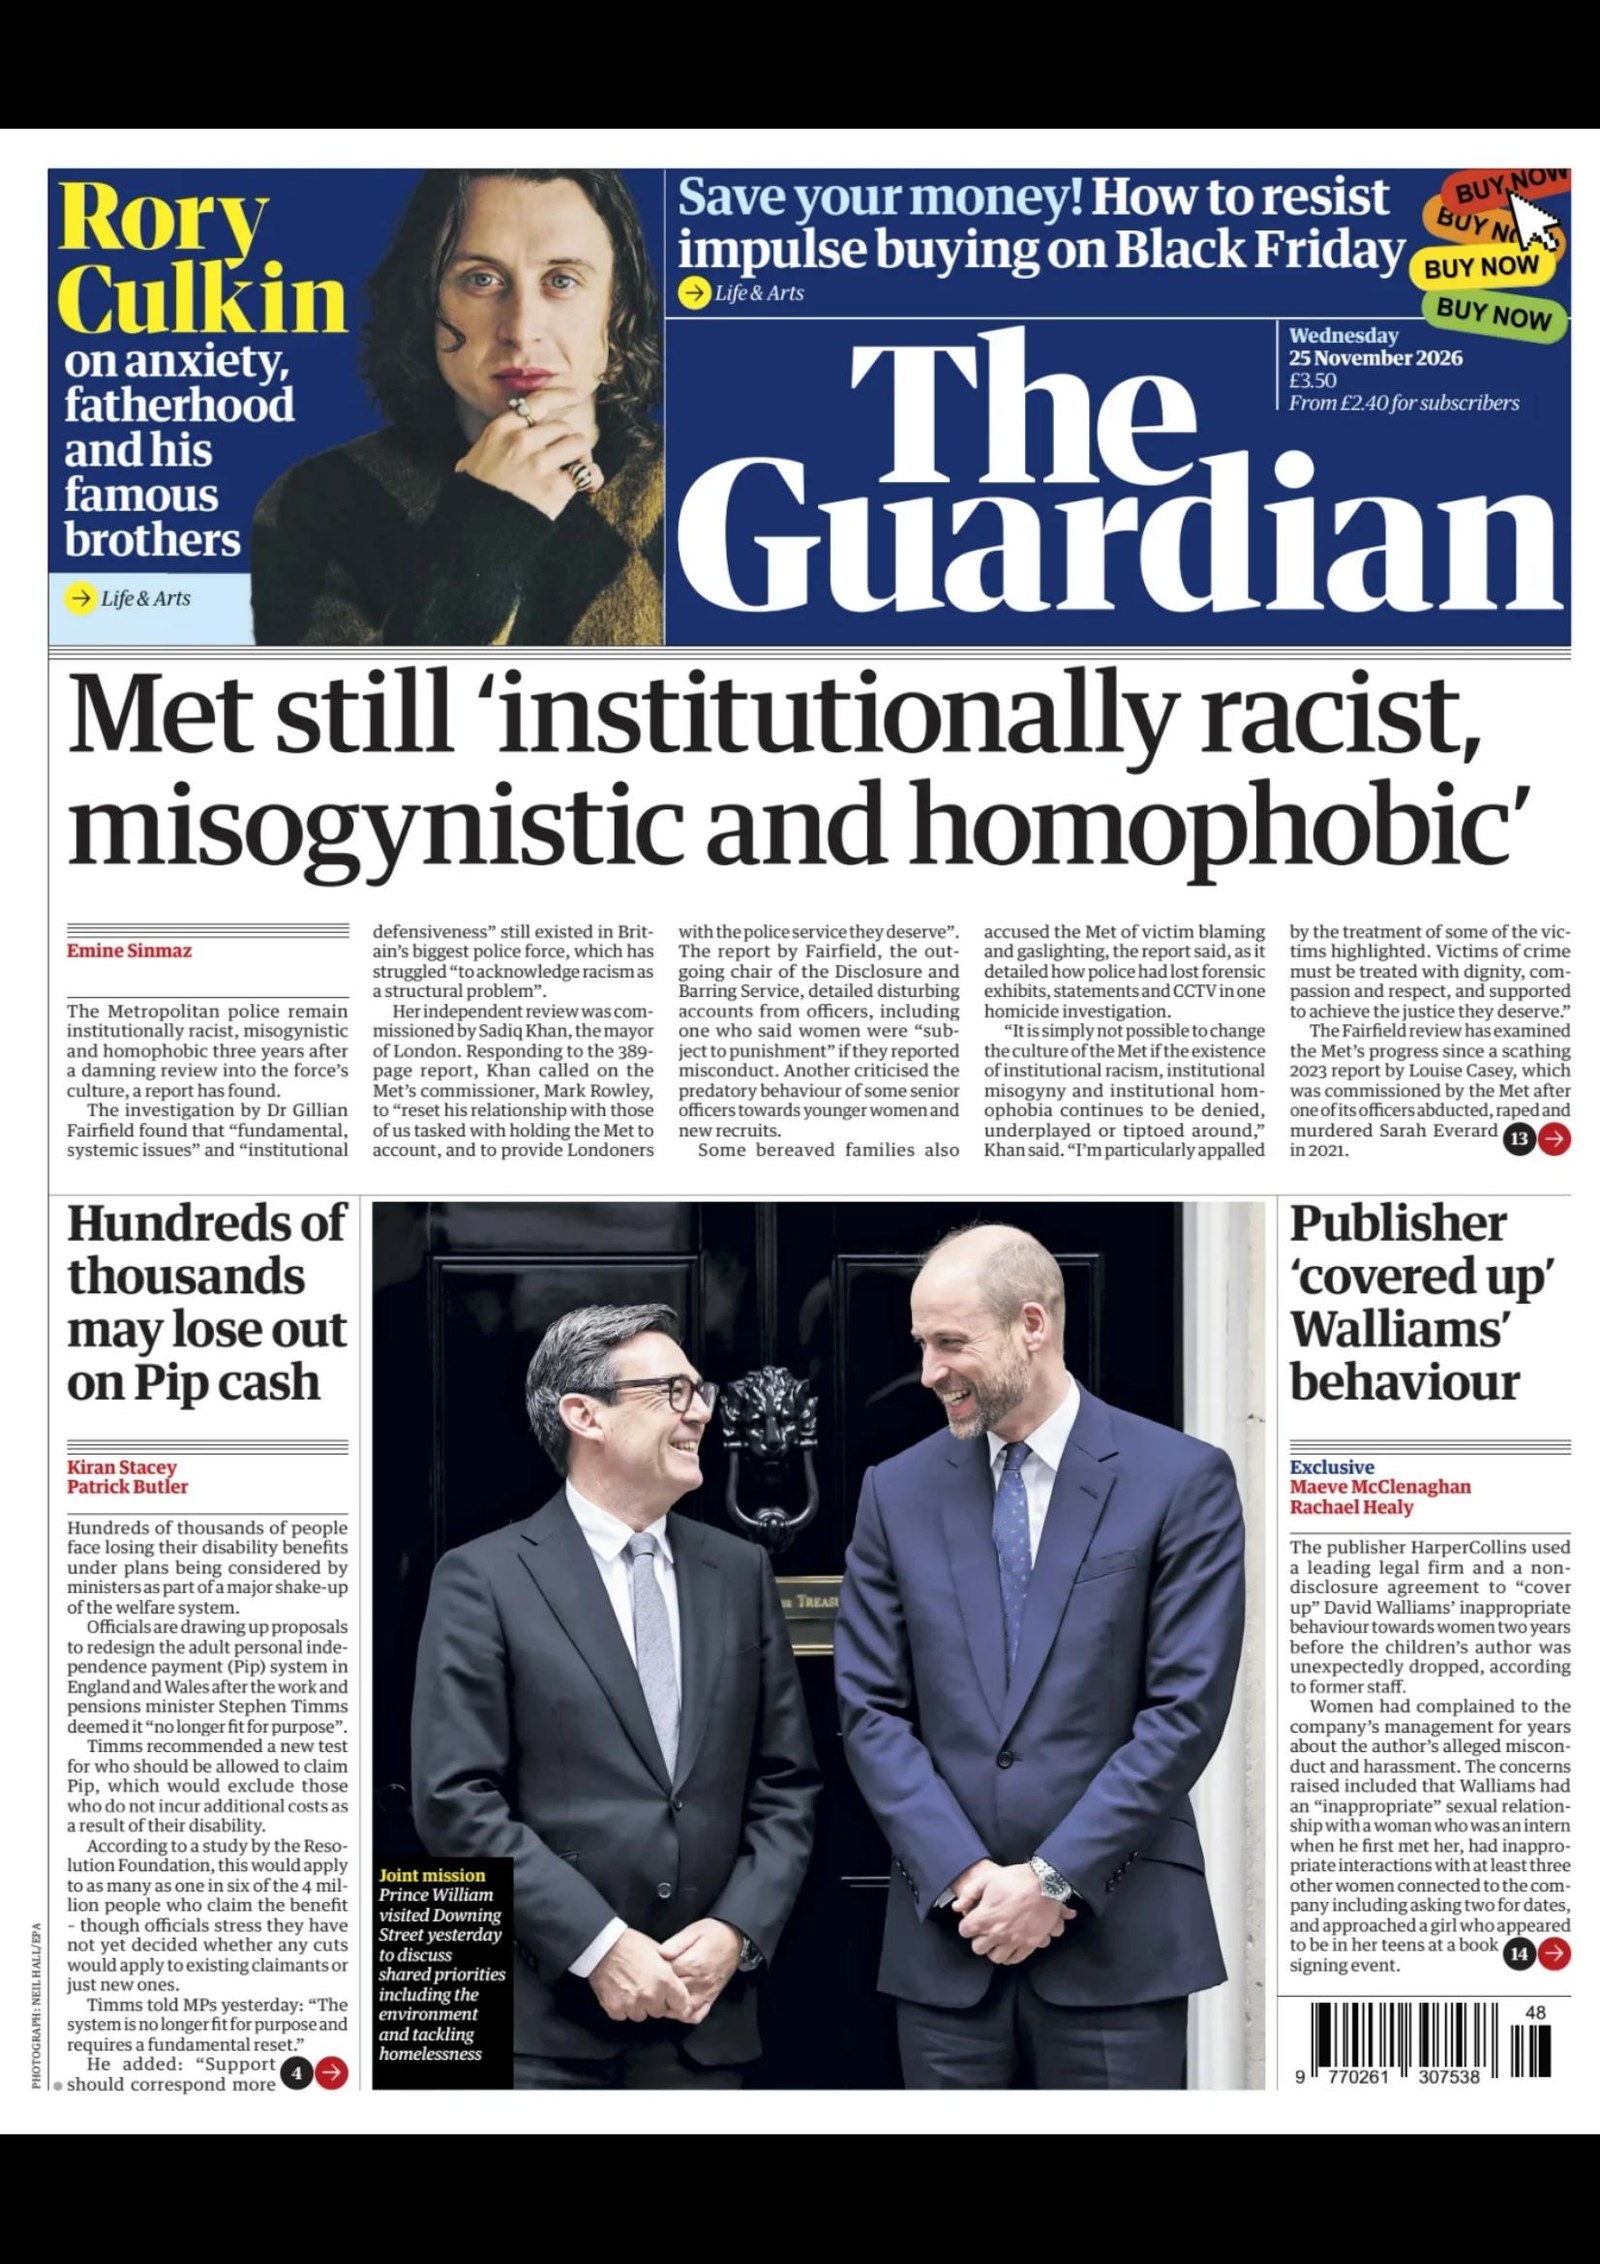 Rory
Culkin
on anxiety,
fatherhood
and his
famous
brothers
Life & Arts
Save your money! How to resist
impulse buying on Black Friday
Life & Arts
BUY NOW
BUY NOW
BUY NOW
Wednesday
25 November 2026
£3.50
From £2.40 for subscribers
The
Guardian
Met still ‘institutionally racist,
misogynistic and homophobic’
Emine Sinmaz
The Metropolitan police remain
institutionally racist, misogynistic
and homophobic three years after
a damning review into the force’s
culture, a report has found.
The investigation by Dr Gillian
Fairfield found that “fundamental,
systemic issues” and “institutional
defensiveness” still existed in Brit-
ain’s biggest police force, which has
struggled “to acknowledge racism as
a structural problem”.
Her independent review was com-
missioned by Sadiq Khan, the mayor
of London. Responding to the 389-
page report, Khan called on the
Met’s commissioner, Mark Rowley,
to “reset his relationship with those
of us tasked with holding the Met to
account, and to provide Londoners
with the police service they deserve”.
The report by Fairfield, the out-
going chair of the Disclosure and
Barring Service, detailed disturbing
accounts from officers, including
one who said women were “sub-
ject to punishment” if they reported
misconduct. Another criticised the
predatory behaviour of some senior
officers towards younger women and
new recruits.
Some bereaved families also
accused the Met of victim blaming
and gaslighting, the report said, as it
detailed how police had lost forensic
exhibits, statements and CCTV in one
homicide investigation.
“It is simply not possible to change
the culture of the Met if the existence
of institutional racism, institutional
misogyny and institutional hom-
ophobia continues to be denied,
underplayed or tiptoed around,”
Khan said. “I’m particularly appalled
by the treatment of some of the vic-
tims highlighted. Victims of crime
must be treated with dignity, com-
passion and respect, and supported
to achieve the justice they deserve.”
The Fairfield review has examined
the Met’s progress since a scathing
2023 report by Louise Casey, which
was commissioned by the Met after
one of its officers abducted, raped and
murdered Sarah Everard
in 2021.
13
Hundreds of
thousands
may lose out
on Pip cash
Kiran Stacey
Patrick Butler
Hundreds of thousands of people
face losing their disability benefits
under plans being considered by
ministers as part of a major shake-up
of the welfare system.
Officials are drawing up proposals
to redesign the adult personal inde-
pendence payment (Pip) system in
England and Wales after the work and
pensions minister Stephen Timms
deemed it “no longer fit for purpose”.
Timms recommended a new test
for who should be allowed to claim
Pip, which would exclude those
who do not incur additional costs as
a result of their disability.
According to a study by the Reso-
lution Foundation, this would apply
to as many as one in six of the 4 mil-
lion people who claim the benefit
– though officials stress they have
not yet decided whether any cuts
would apply to existing claimants or
just new ones.
Timms told MPs yesterday: “The
system is no longer fit for purpose and
requires a fundamental reset.”
He added: “Support
should correspond more
4
PHOTOGRAPH: NEIL HALL/EPA
TREASU
Joint mission
Prince William
visited Downing
Street yesterday
to discuss
shared priorities
including the
environment
and tackling
homelessness
Publisher
‘covered up’
Walliams’
behaviour
Exclusive
Maeve McClenaghan
Rachael Healy
The publisher HarperCollins used
a leading legal firm and a non-
disclosure agreement to “cover
up” David Walliams’ inappropriate
behaviour towards women two years
before the children’s author was
unexpectedly dropped, according
to former staff.
Women had complained to the
company’s management for years
about the author’s alleged miscon-
duct and harassment. The concerns
raised included that Walliams had
an “inappropriate” sexual relation-
ship with a woman who was an intern
when he first met her, had inappro-
priate interactions with at least three
other women connected to the com-
pany including asking two for dates,
and approached a girl who appeared
to be in her teens at a book
signing event.
14
48
9 770261 307538